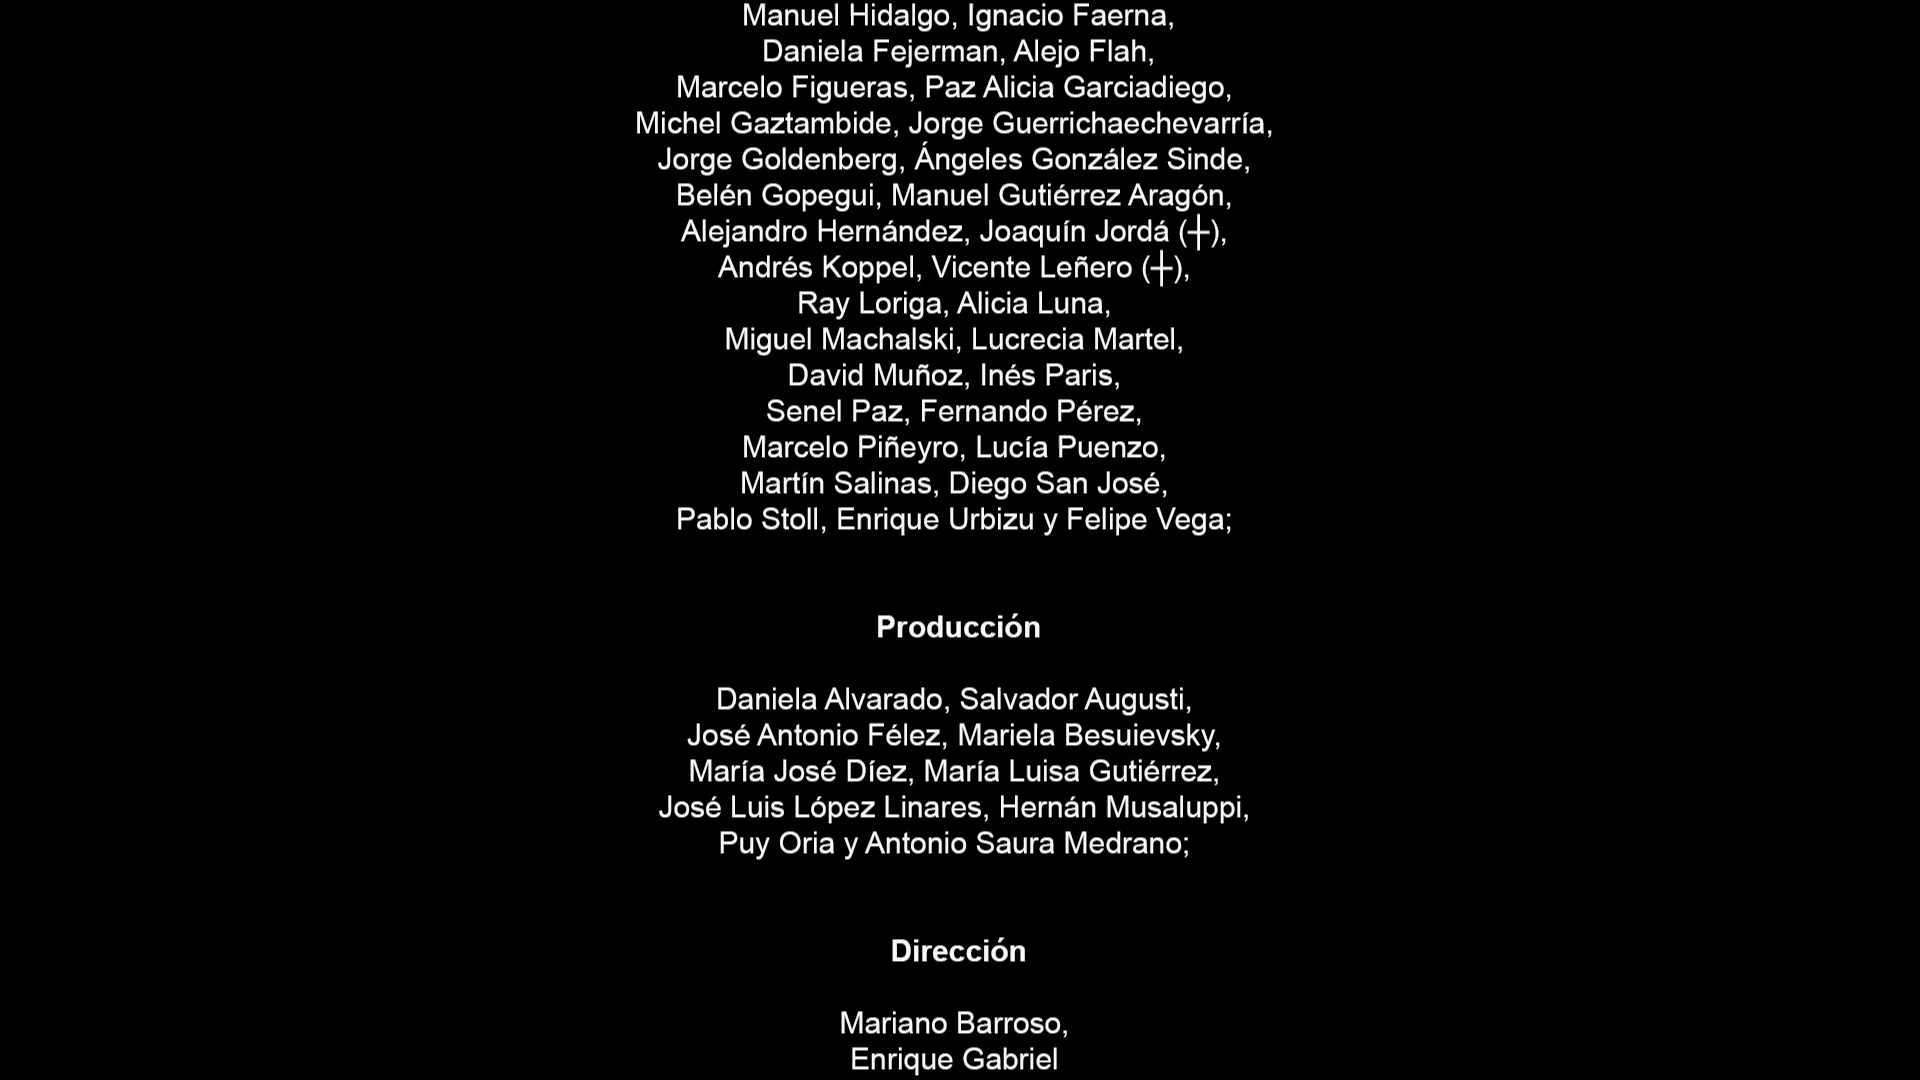 Manuel Hidalgo, Ignacio Faerna,
Daniela Fejerman, Alejo Flah,
Marcelo Figueras, Paz Alicia Garciadiego,
Michel Gaztambide, Jorge Guerrichaechevarría,
Jorge Goldenberg, Ángeles González Sinde,
Belén Gopegui, Manuel Gutiérrez Aragón,
Alejandro Hernández, Joaquín Jordá (┼),
Andrés Koppel, Vicente Leñero (┼),
Ray Loriga, Alicia Luna,
Miguel Machalski, Lucrecia Martel,
David Muñoz, Inés Paris,
Senel Paz, Fernando Pérez,
Marcelo Piñeyro, Lucía Puenzo,
Martín Salinas, Diego San José,
Pablo Stoll, Enrique Urbizu y Felipe Vega;
Producción
Daniela Alvarado, Salvador Augusti,
José Antonio Félez, Mariela Besuievsky,
María José Díez, María Luisa Gutiérrez,
José Luis López Linares, Hernán Musaluppi,
Puy Oria y Antonio Saura Medrano;
Dirección
Mariano Barroso,
Enrique Gabriel